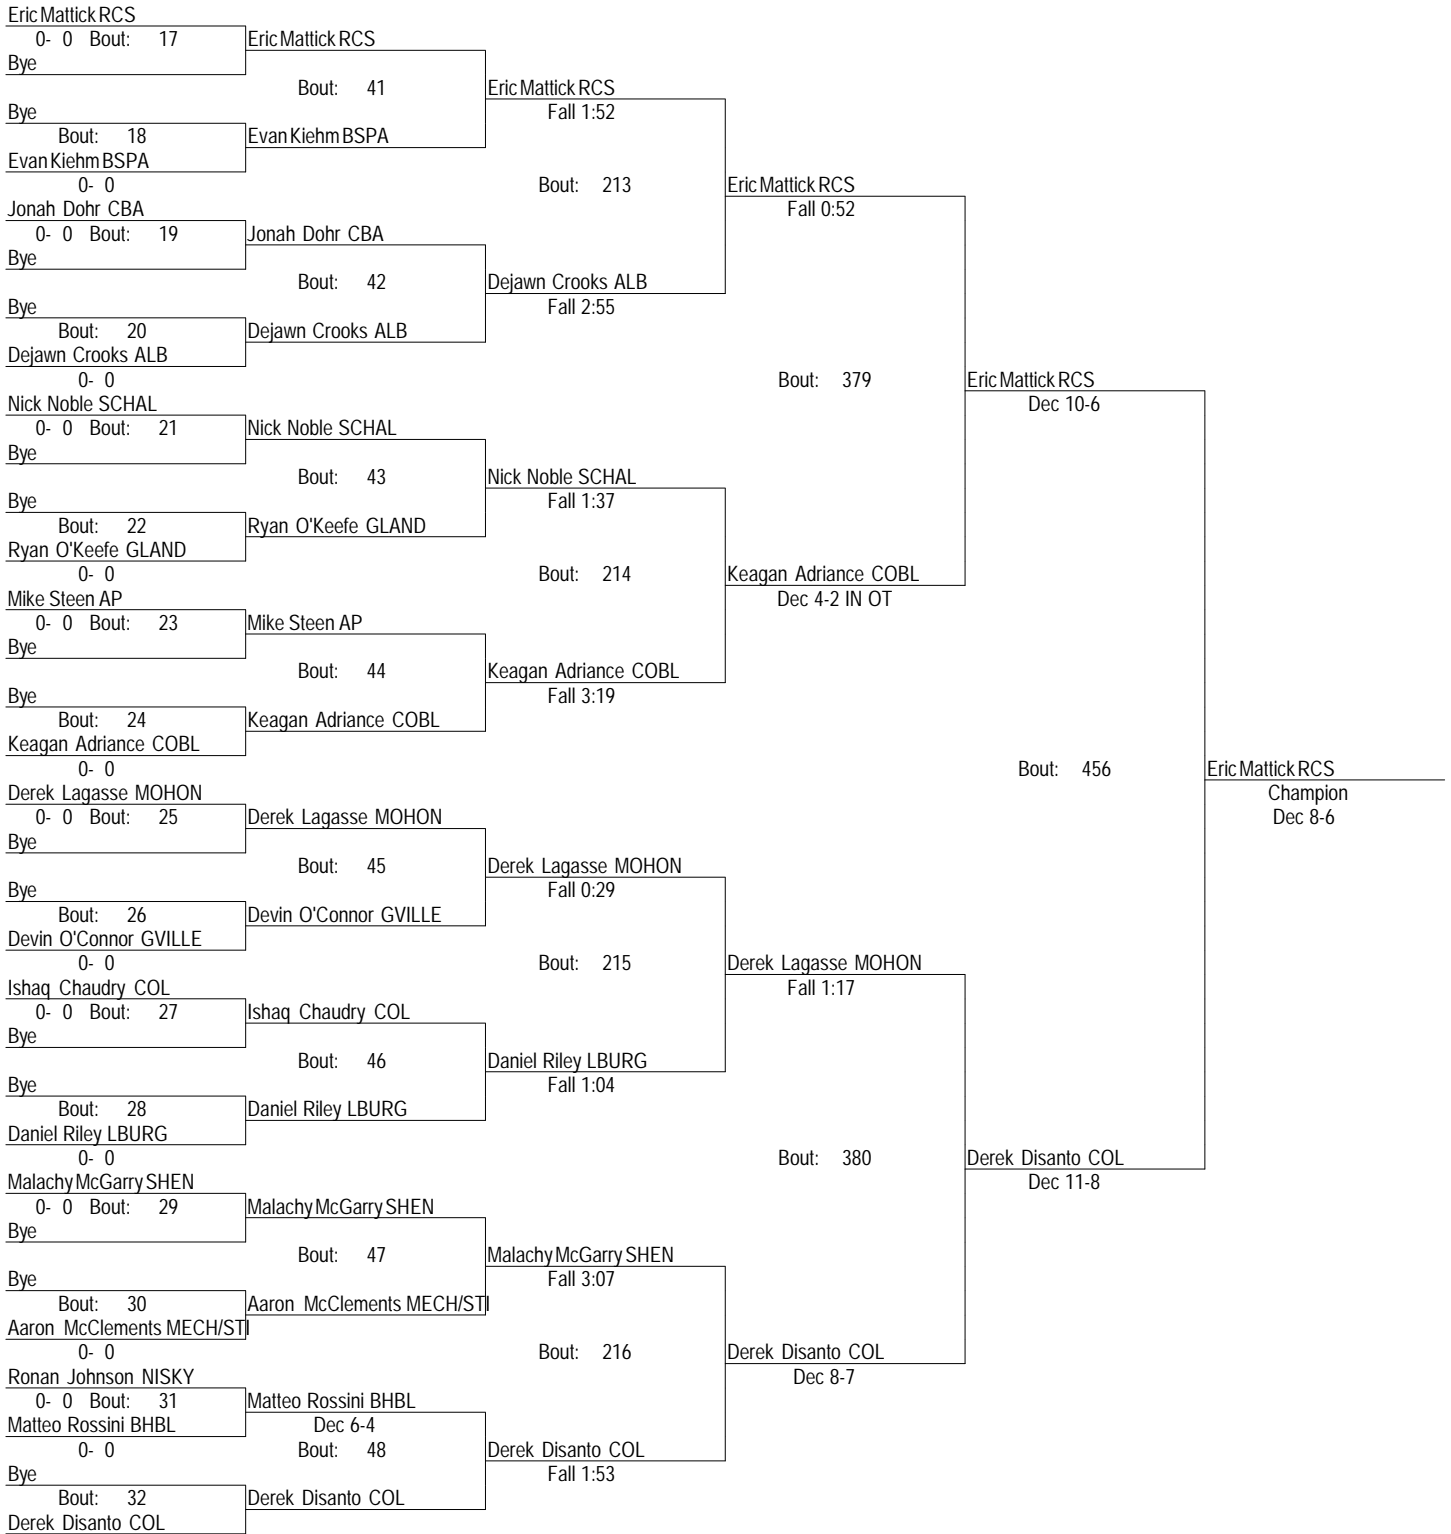 Eric Mattick RCS
0- 0 Bout: 17
Eric Mattick RCS
Bye
Bout: 41
Eric Mattick RCS
Bye
Fall 1:52
Bout: 18
Evan Kiehm BSPA
Evan Kiehm BSPA
0- 0
Bout: 213
Eric Mattick RCS
Jonah Dohr CBA
Fall 0:52
0- 0 Bout: 19
Jonah Dohr CBA
Bye
Bout: 42
Dejawn Crooks ALB
Bye
Fall 2:55
Bout: 20
Dejawn Crooks ALB
Dejawn Crooks ALB
0- 0
Bout: 379
Eric Mattick RCS
Nick Noble SCHAL
Dec 10-6
0- 0 Bout: 21
Nick Noble SCHAL
Bye
Bout: 43
Nick Noble SCHAL
Bye
Fall 1:37
Bout: 22
Ryan O'Keefe GLAND
Ryan O'Keefe GLAND
0- 0
Bout: 214
Keagan Adriance COBL
Mike Steen AP
Dec 4-2 IN OT
0- 0 Bout: 23
Mike Steen AP
Bye
Bout: 44
Keagan Adriance COBL
Bye
Fall 3:19
Bout: 24
Keagan Adriance COBL
Keagan Adriance COBL
0- 0
Bout: 456
Eric Mattick RCS
Derek Lagasse MOHON
Champion
0- 0 Bout: 25
Derek Lagasse MOHON
Dec 8-6
Bye
Bout: 45
Derek Lagasse MOHON
Bye
Fall 0:29
Bout: 26
Devin O'Connor GVILLE
Devin O'Connor GVILLE
0- 0
Bout: 215
Derek Lagasse MOHON
Ishaq Chaudry COL
Fall 1:17
0- 0 Bout: 27
Ishaq Chaudry COL
Bye
Bout: 46
Daniel Riley LBURG
Bye
Fall 1:04
Bout: 28
Daniel Riley LBURG
Daniel Riley LBURG
0- 0
Bout: 380
Derek Disanto COL
Malachy McGarry SHEN
Dec 11-8
0- 0 Bout: 29
Malachy McGarry SHEN
Bye
Bout: 47
Malachy McGarry SHEN
Bye
Fall 3:07
Bout: 30
Aaron McClements MECH/STI
Aaron McClements MECH/STI
0- 0
Bout: 216
Derek Disanto COL
Ronan Johnson NISKY
Dec 8-7
0- 0 Bout: 31
Matteo Rossini BHBL
Matteo Rossini BHBL
Dec 6-4
0- 0
Bout: 48
Derek Disanto COL
Bye
Fall 1:53
Bout: 32
Derek Disanto COL
Derek Disanto COL